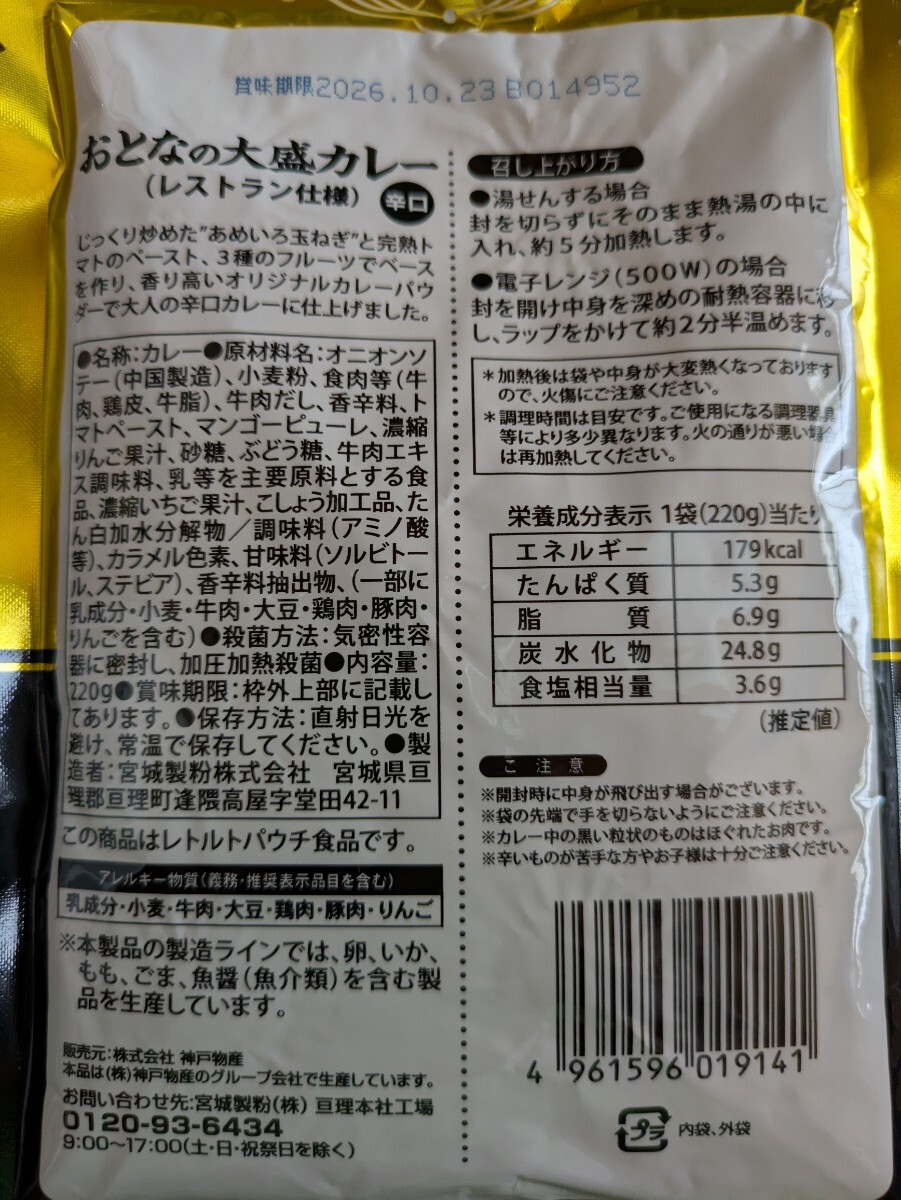 賞味期限2026.10.23 B014952
おとなの大盛カレー
(レストラン仕様) 辛口
じっくり炒めた"あめいろ玉ねぎ"と完熟ト
マトのペースト、3種のフルーツでベース
を作り、香り高いオリジナルカレーパウ
ダーで大人の辛口カレーに仕上げました。
●名称:カレー●原材料名:オニオンソ
テー(中国製造)、小麦粉、食肉等(牛
肉、鶏皮、牛脂)、牛肉だし、香辛料、ト
マトペースト、マンゴーピューレ、濃縮
りんご果汁、砂糖、ぶどう糖、牛肉エキ
ス調味料、乳等を主要原料とする食
品、濃縮いちご果汁、こしょう加工品、た
ん白加水分解物/調味料(アミノ酸
等)、カラメル色素、甘味料(ソルビトー
ル、ステビア)、香辛料抽出物、(一部に
乳成分・小麦・牛肉・大豆・鶏肉・豚肉・
りんごを含む)●殺菌方法:気密性容
器に密封し、加圧加熱殺菌●内容量:
220g●賞味期限:枠外上部に記載し
てあります。●保存方法:直射日光を
避け、常温で保存してください。●製
造者:宮城製粉株式会社 宮城県亘
理郡亘理町逢隈高屋字堂田42-11
この商品はレトルトパウチ食品です。
アレルギー物質(義務・推奨表示品目を含む)
乳成分・小麦・牛肉・大豆・鶏肉・豚肉・りんご
※本製品の製造ラインでは、卵、いか、
もも、ごま、魚醤(魚介類)を含む製
品を生産しています。
販売元:株式会社 神戸物産
本品は(株)神戸物産のグループ会社で生産しています。
お問い合わせ先:宮城製粉(株) 亘理本社工場
0120-93-6434
9:00〜17:00(土・日・祝祭日を除く)
召し上がり方
●湯せんする場合
封を切らずにそのまま熱湯の中に
入れ、約5分加熱します。
●電子レンジ(500W)の場合
封を開け中身を深めの耐熱容器に移
し、ラップをかけて約2分半温めます。
*加熱後は袋や中身が大変熱くなっております
ので、火傷にご注意ください。
*調理時間は目安です。ご使用になる調理器具
等により多少異なります。火の通りが悪い場合
は再加熱してください。
栄養成分表示 1袋(220g)当たり
エネルギー 179kcal
たんぱく質 5.3g
脂質 6.9g
炭水化物 24.8g
食塩相当量 3.6g
(推定値)
ご注意
※開封時に中身が飛び出す場合がございます。
※袋の先端で手を切らないようにご注意ください。
※カレー中の黒い粒状のものはほぐれたお肉です。
※辛いものが苦手な方やお子様は十分ご注意ください。
4 961596 019141
プラ 内袋、外袋